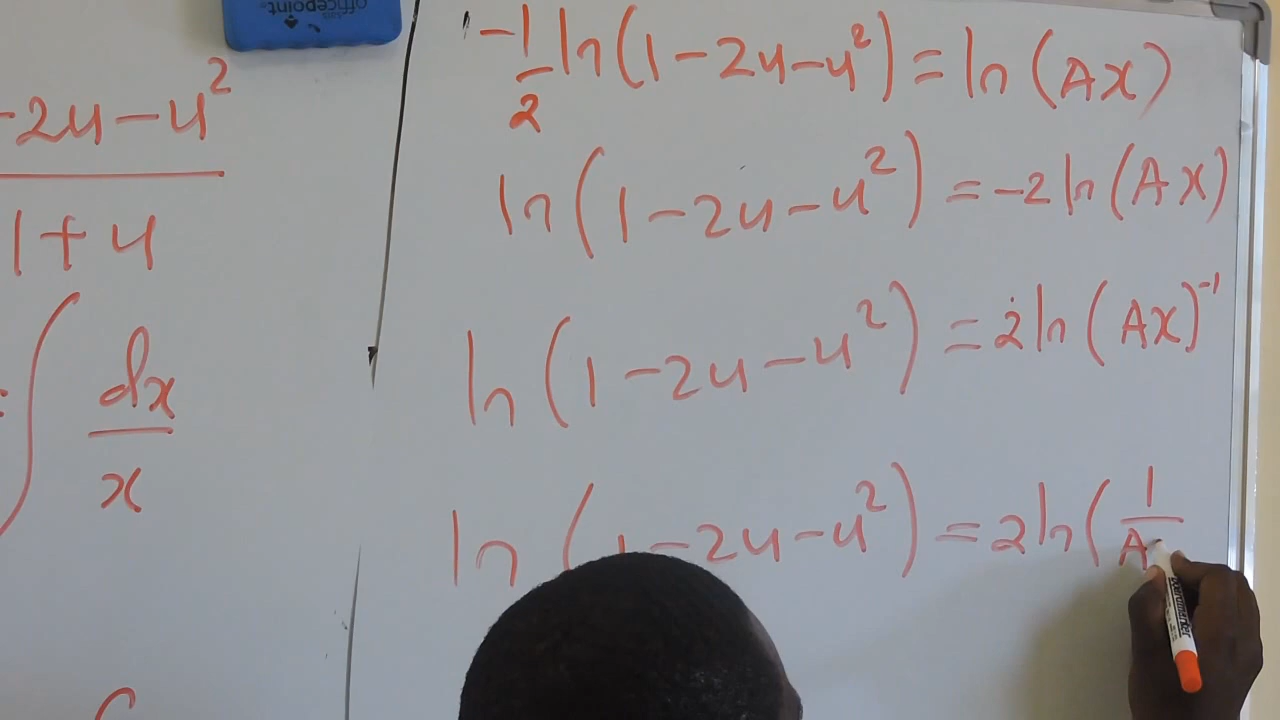 officepoint
-2u-u²
1+u
∫ dx/x
-1/2 ln(1-2u-u²) = ln(Ax)
ln(1-2u-u²) = -2ln(Ax)
ln(1-2u-u²) = 2ln(Ax)⁻¹
ln(1-2u-u²) = 2ln(1/A